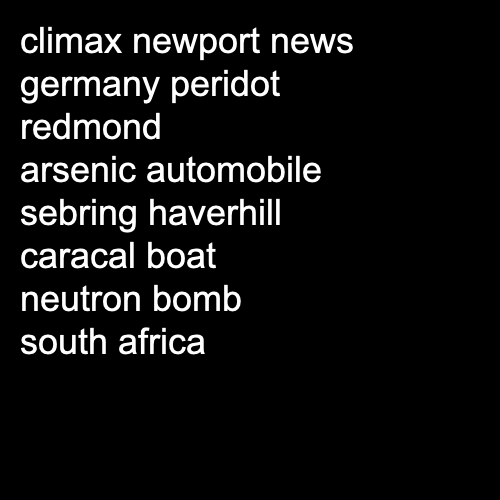 climax newport news
germany peridot
redmond
arsenic automobile
sebring haverhill
caracal boat
neutron bomb
south africa